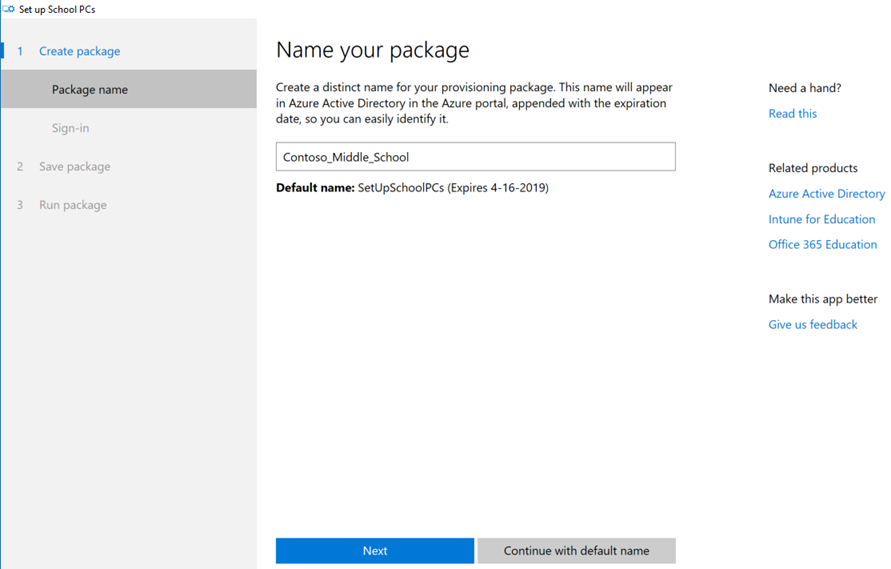 Set up School PCs
1 Create package
Package name
Sign-in
2 Save package
3 Run package
Name your package
Create a distinct name for your provisioning package. This name will appear
in Azure Active Directory in the Azure portal, appended with the expiration
date, so you can easily identify it.
Contoso_Middle_School
Default name: SetUpSchoolPCs (Expires 4-16-2019)
Next
Continue with default name
Need a hand?
Read this
Related products
Azure Active Directory
Intune for Education
Office 365 Education
Make this app better
Give us feedback